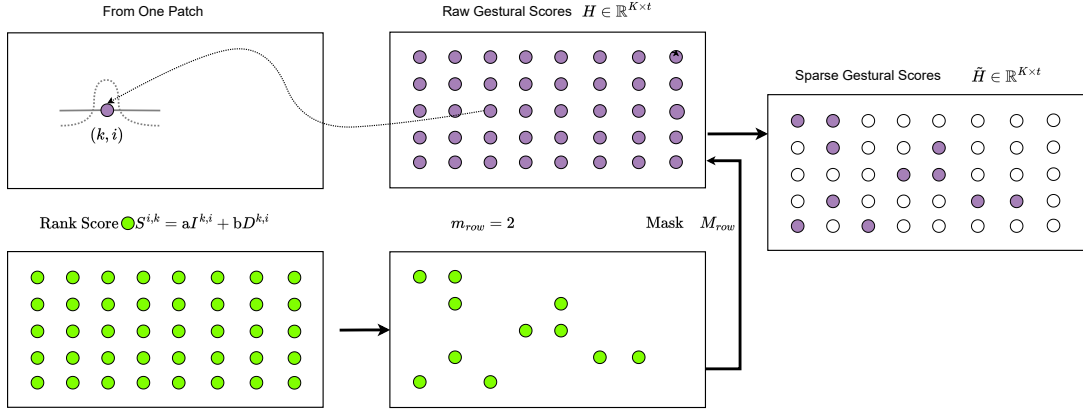 From One Patch
Raw Gestural Scores H ∈ ℝ^{K×t}
Sparse Gestural Scores H̃ ∈ ℝ^{K×t}
(k, i)
Rank Score S^{i,k} = aI^{k,i} + bD^{k,i}
m_{row} = 2
Mask M_{row}